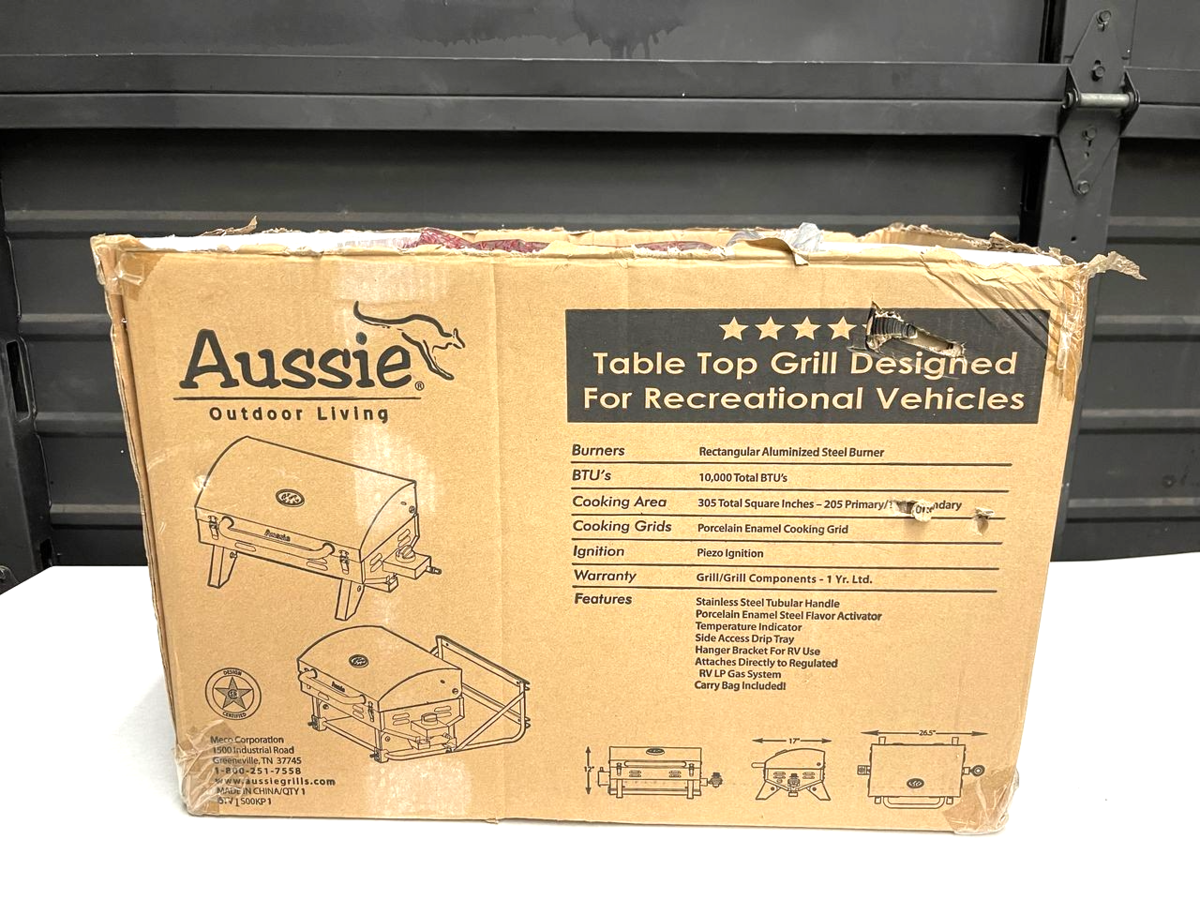 Aussie®
Outdoor Living
Table Top Grill Designed
For Recreational Vehicles
Burners Rectangular Aluminized Steel Burner
BTU's 10,000 Total BTU's
Cooking Area 305 Total Square Inches – 205 Primary/
Cooking Grids Porcelain Enamel Cooking Grid
Ignition Piezo Ignition
Warranty Grill/Grill Components - 1 Yr. Ltd.
Features Stainless Steel Tubular Handle
Porcelain Enamel Steel Flavor Activator
Temperature Indicator
Side Access Drip Tray
Hanger Bracket For RV Use
Attaches Directly to Regulated
RV LP Gas System
Carry Bag Included!
Aussie
Aussie
DESIGN
CERTIFIED
Meco Corporation
1500 Industrial Road
Greeneville, TN 37745
1-800-251-7558
www.aussiegrills.com
MADE IN CHINA/QTY 1
12"
17"
26.5"